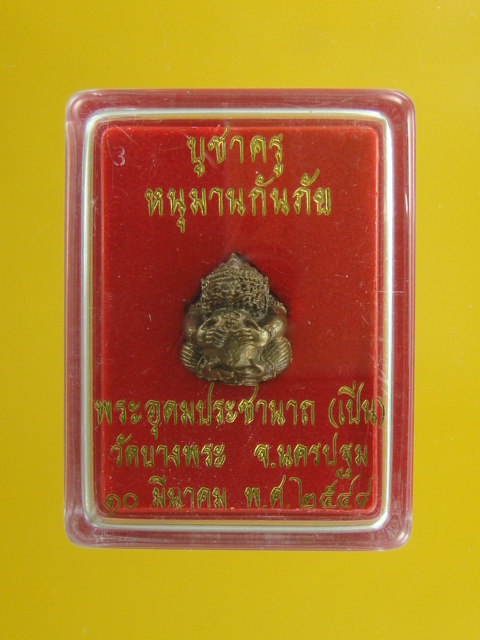 3
บูชาครู
หนุมานกันภัย
พระอุดมประชานาถ (เปิ่น)
วัดบางพระ จ.นครปฐม
๑๐ มีนาคม พ.ศ.๒๕๔๙